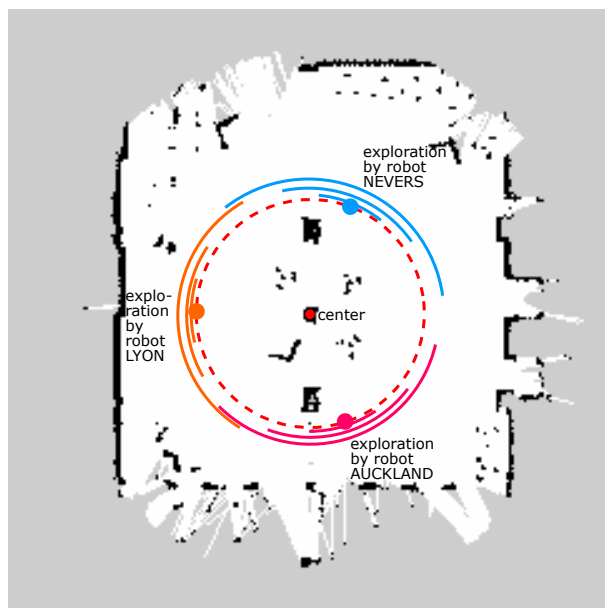 exploration
by robot
NEVERS
explo-
ration
by
robot
LYON
center
exploration
by robot
AUCKLAND